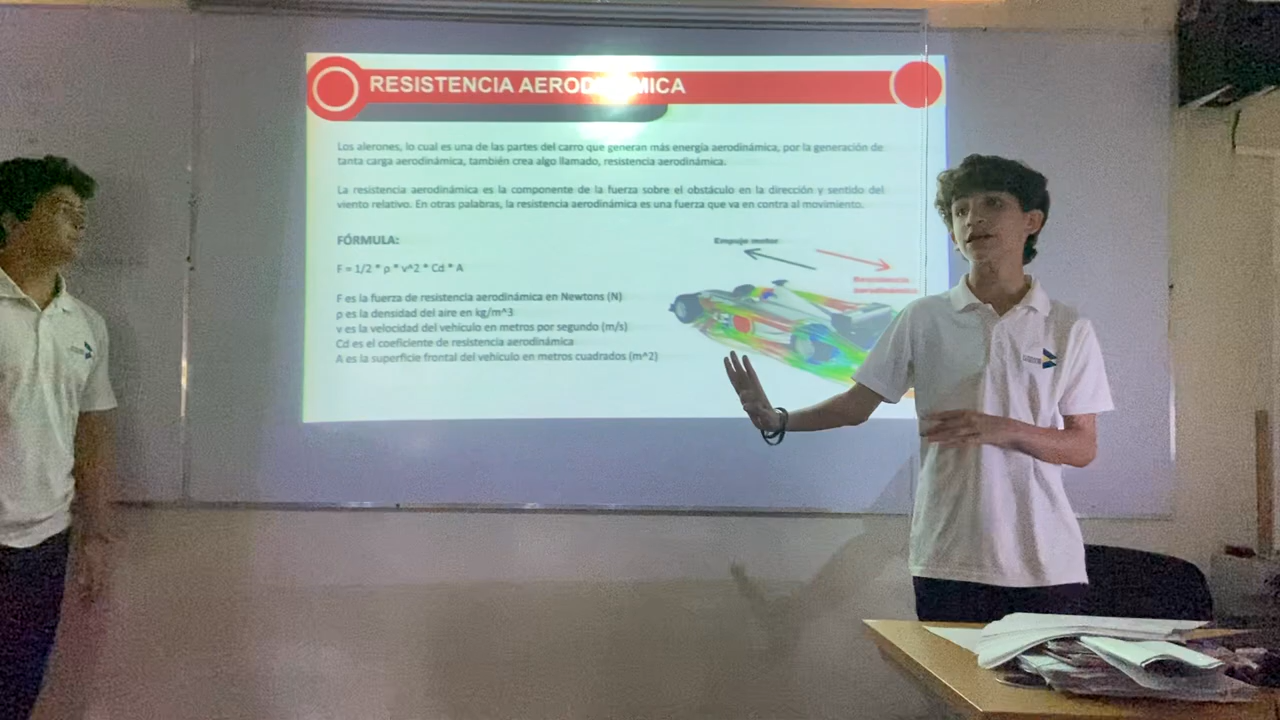 RESISTENCIA AERODINÁMICA
Los alerones, lo cual es una de las partes del carro que generan más energía aerodinámica, por la generación de
tanta carga aerodinámica, también crea algo llamado, resistencia aerodinámica.
La resistencia aerodinámica es la componente de la fuerza sobre el obstáculo en la dirección y sentido del
viento relativo. En otras palabras, la resistencia aerodinámica es una fuerza que va en contra al movimiento.
FÓRMULA:
Empuje motor
Resistencia
aerodinámica
F = 1/2 * ρ * v^2 * Cd * A
F es la fuerza de resistencia aerodinámica en Newtons (N)
ρ es la densidad del aire en kg/m^3
v es la velocidad del vehículo en metros por segundo (m/s)
Cd es el coeficiente de resistencia aerodinámica
A es la superficie frontal del vehículo en metros cuadrados (m^2)